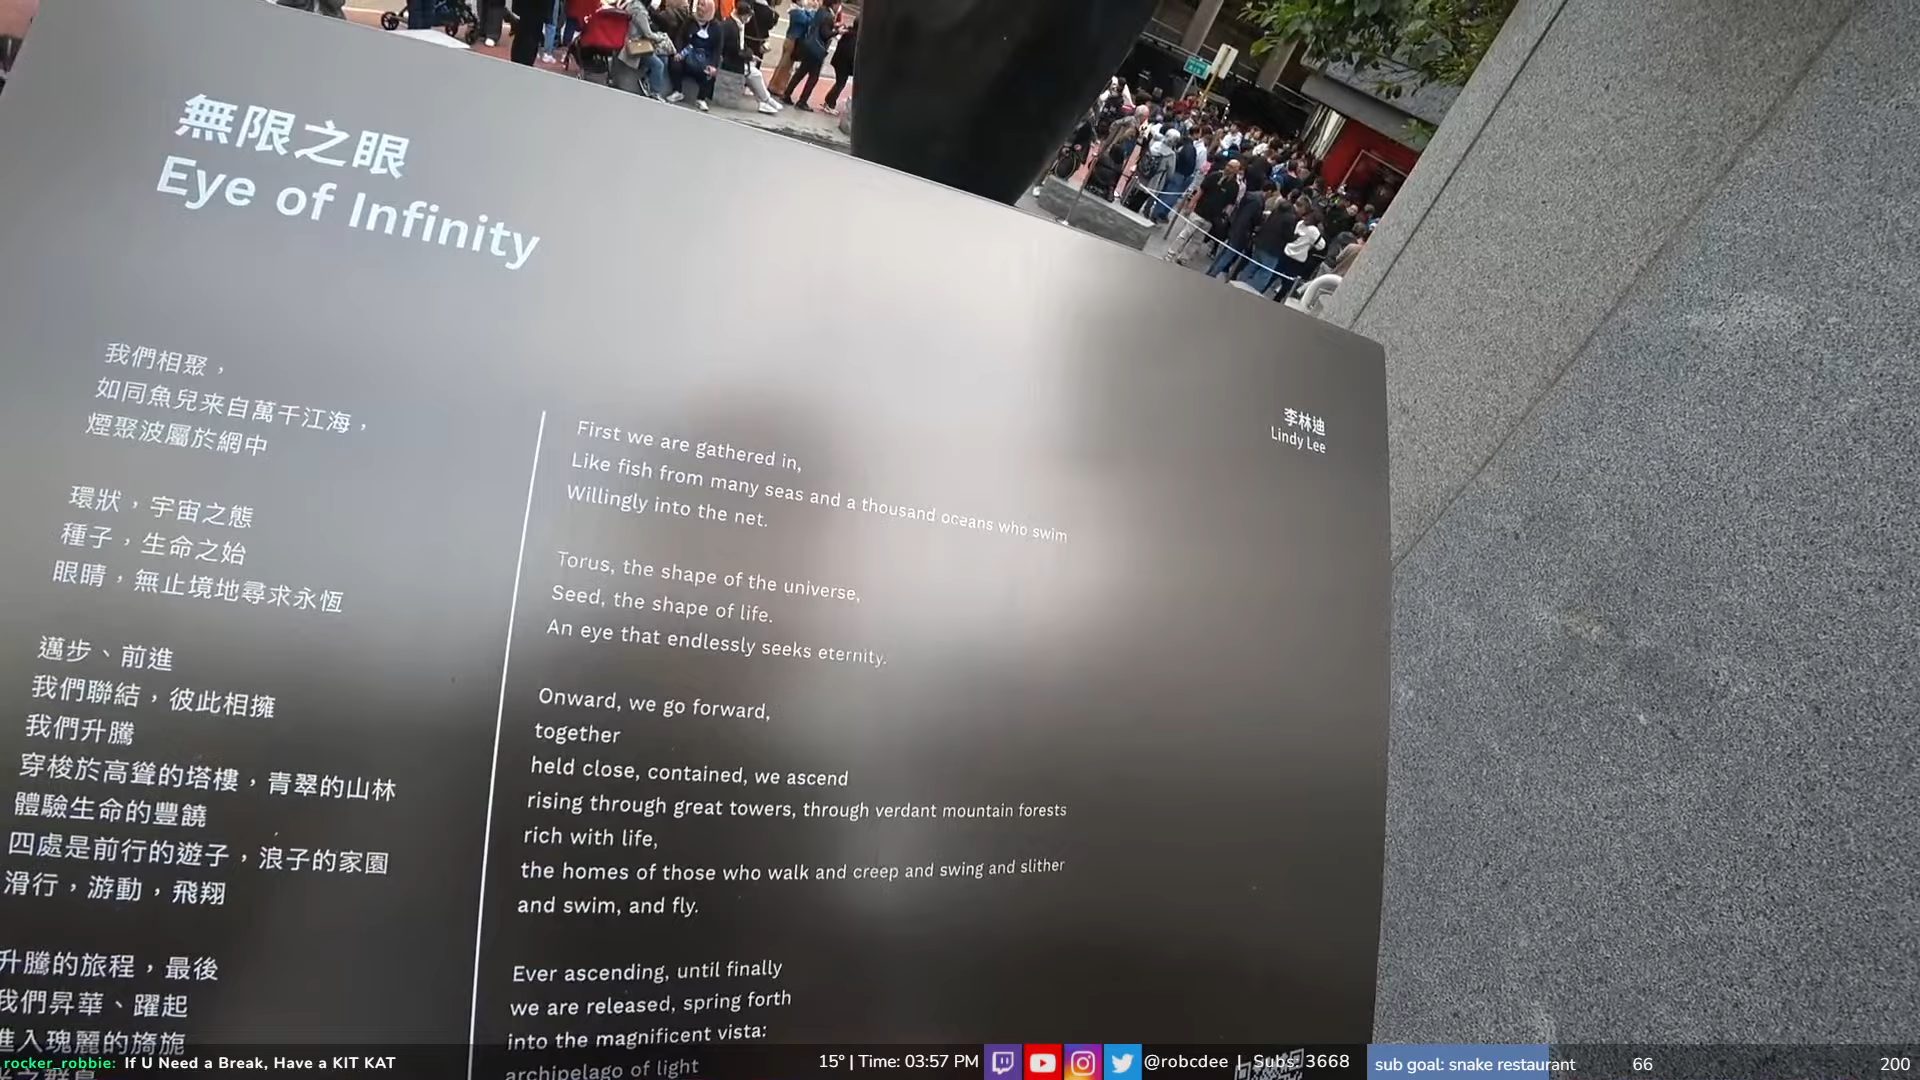 無限之眼
Eye of Infinity
我們相聚，
如同魚兒来自萬千江海，
煙聚波屬於網中
環狀，宇宙之態
種子，生命之始
眼睛，無止境地尋求永恆
邁步、前進
我們聯結，彼此相擁
我們升騰
穿梭於高聳的塔樓，青翠的山林
體驗生命的豐饒
四處是前行的遊子，浪子的家園
滑行，游動，飛翔
升騰的旅程，最後
我們昇華、躍起
進入瑰麗的旖旎
First we are gathered in,
Like fish from many seas and a thousand oceans who swim
Willingly into the net.
Torus, the shape of the universe,
Seed, the shape of life.
An eye that endlessly seeks eternity.
Onward, we go forward,
together
held close, contained, we ascend
rising through great towers, through verdant mountain forests
rich with life,
the homes of those who walk and creep and swing and slither
and swim, and fly.
Ever ascending, until finally
we are released, spring forth
into the magnificent vista:
archipelago of light
李林迪
Lindy Lee
rocker_robbie: If U Need a Break, Have a KIT KAT
15° | Time: 03:57 PM @robcdee | Subs: 3668
sub goal: snake restaurant 66 200